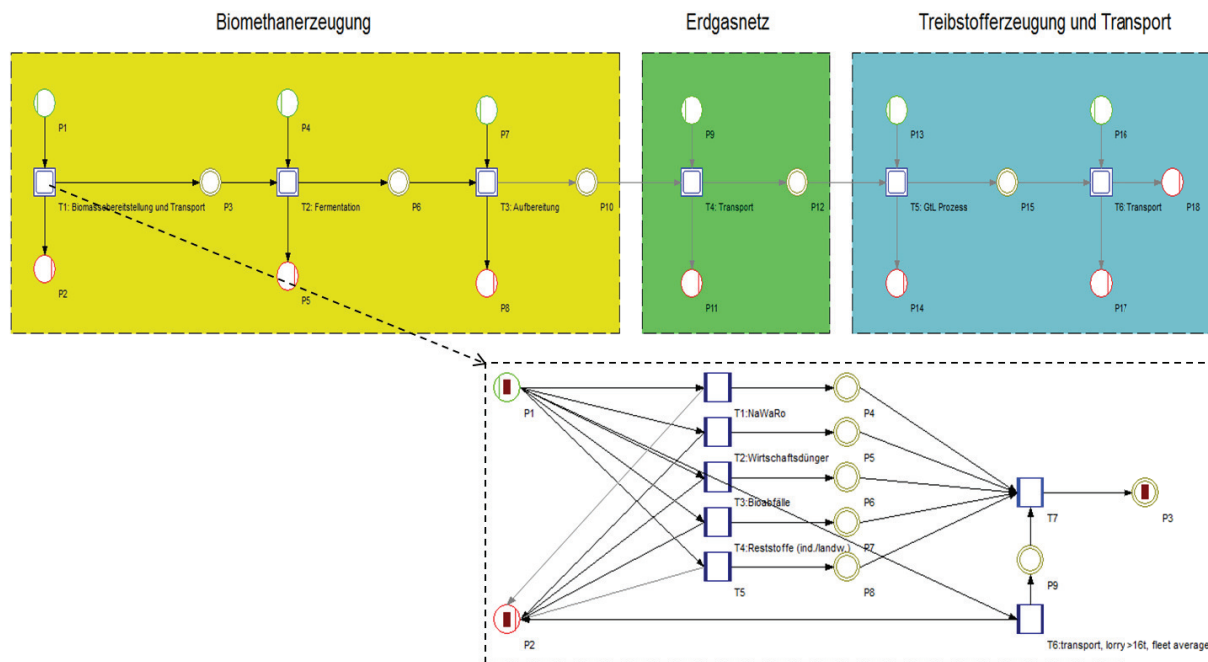 Biomethanerzeugung
Erdgasnetz
Treibstofferzeugung und Transport
P1
P4
P7
P9
P13
P16
T1: Biomassebereitstellung und Transport
P3
T2: Fermentation
P6
T3: Aufbereitung
P10
T4: Transport
P12
T5: GtL Prozess
P15
T6: Transport
P18
P2
P5
P8
P11
P14
P17
P1
T1:NaWaRo
P4
T2:Wirtschaftsdünger
P5
T3:Bioabfälle
P6
T7
P3
T4:Reststoffe (ind./landw.)
P7
T5
P8
P9
P2
T6:transport, lorry >16t, fleet average